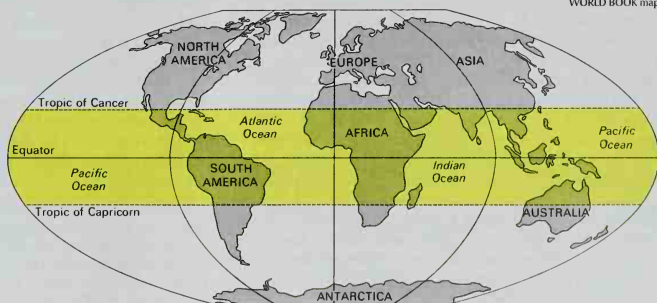 WORLD BOOK map
NORTH
AMERICA
EUROPE
ASIA
Tropic of Cancer
Atlantic
Ocean
AFRICA
Pacific
Ocean
Equator
Pacific
Ocean
SOUTH
AMERICA
Indian
Ocean
Tropic of Capricorn
AUSTRALIA
ANTARCTICA